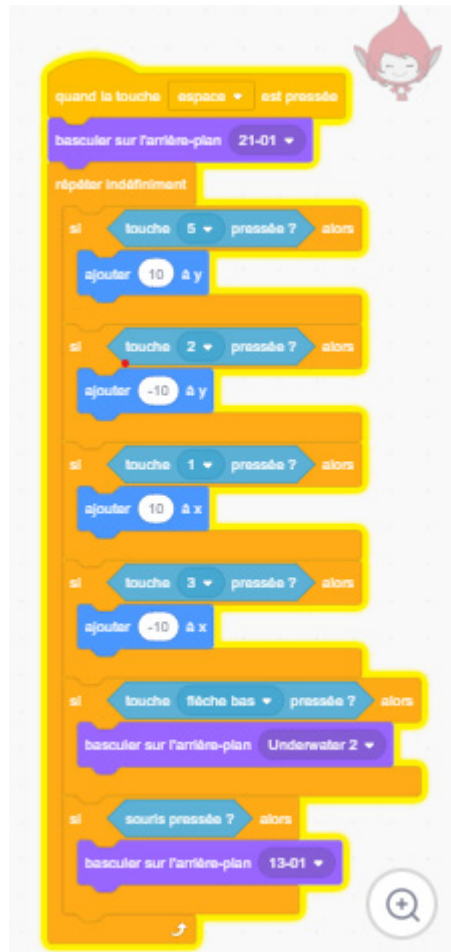 quand la touche espace est pressée
basculer sur l'arrière-plan 21-01
répéter indéfiniment
si touche 5 pressée ? alors
ajouter 10 à y
si touche 2 pressée ? alors
ajouter -10 à y
si touche 1 pressée ? alors
ajouter 10 à x
si touche 3 pressée ? alors
ajouter -10 à x
si touche flèche bas pressée ? alors
basculer sur l'arrière-plan Underwater 2
si souris pressée ? alors
basculer sur l'arrière-plan 13-01